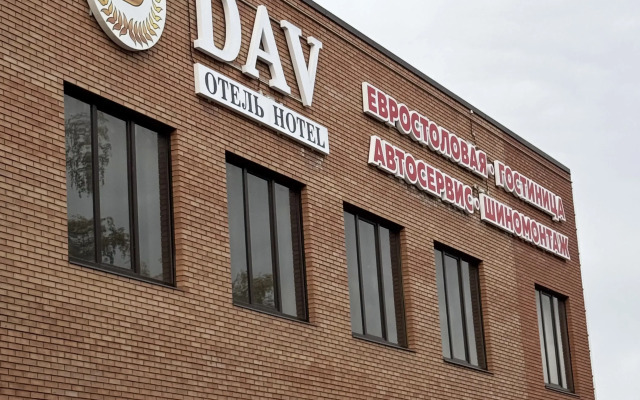 DAV
ОТЕЛЬ HOTEL
ЕВРОСТОЛОВАЯ · ГОСТИНИЦА
АВТОСЕРВИС · ШИНОМОНТАЖ